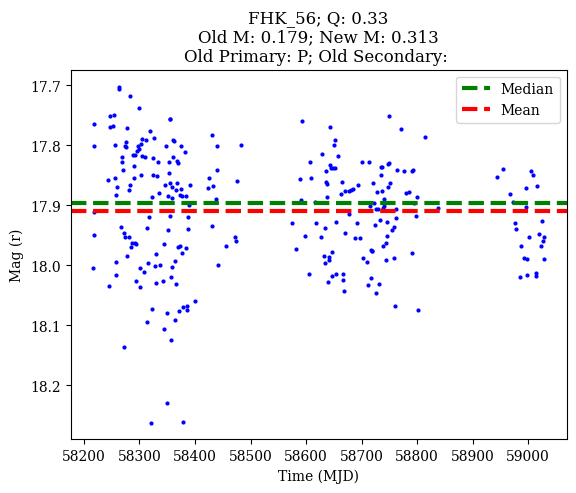 FHK_56; Q: 0.33
Old M: 0.179; New M: 0.313
Old Primary: P; Old Secondary:
Median
Mean
Mag (r)
17.7
17.8
17.9
18.0
18.1
18.2
58200 58300 58400 58500 58600 58700 58800 58900 59000
Time (MJD)